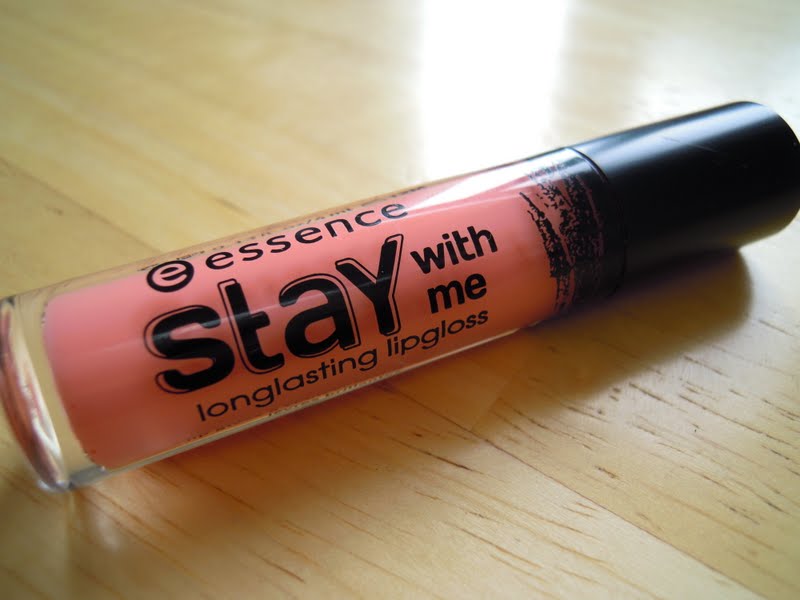 essence
stay with me
longlasting lipgloss